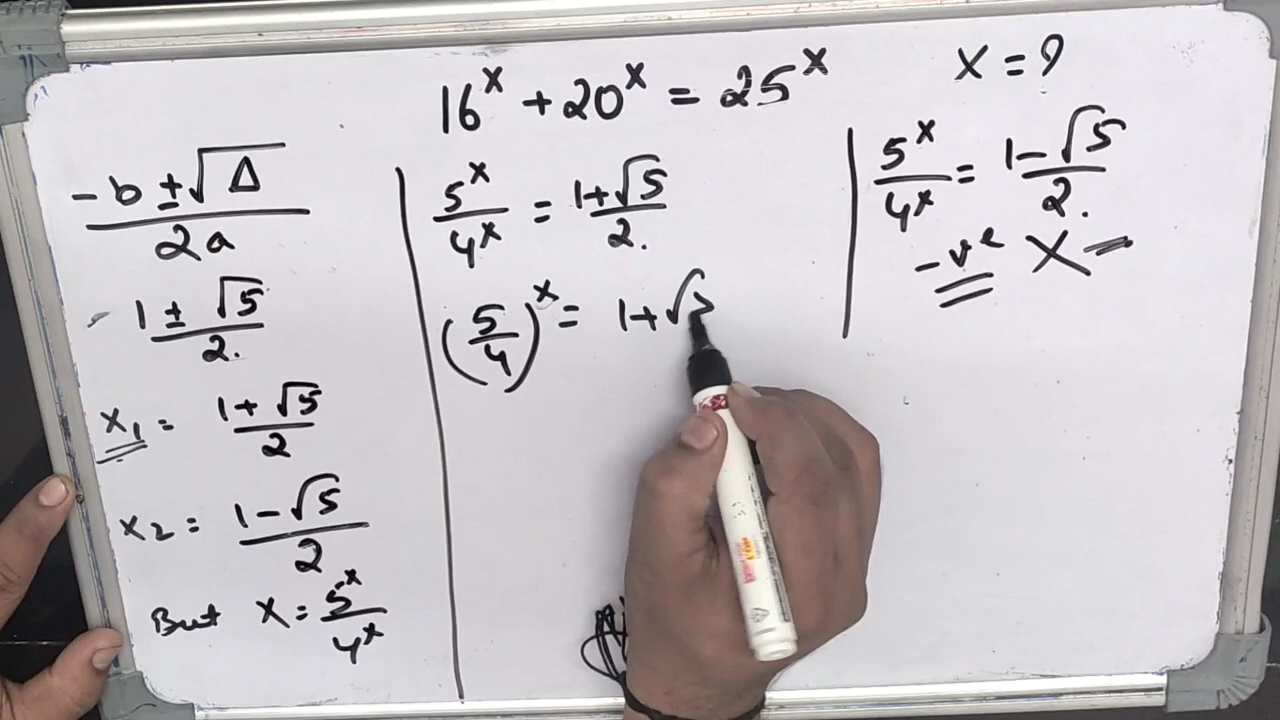 16^x + 20^x = 25^x
x = ?
(-b ± √Δ) / 2a
(1 ± √5) / 2.
x₁ = (1 + √5) / 2
x₂ = (1 - √5) / 2
But x = 5^x / 4^x
5^x / 4^x = (1 + √5) / 2.
(5/4)^x = 1 + √
5^x / 4^x = (1 - √5) / 2.
-ve X